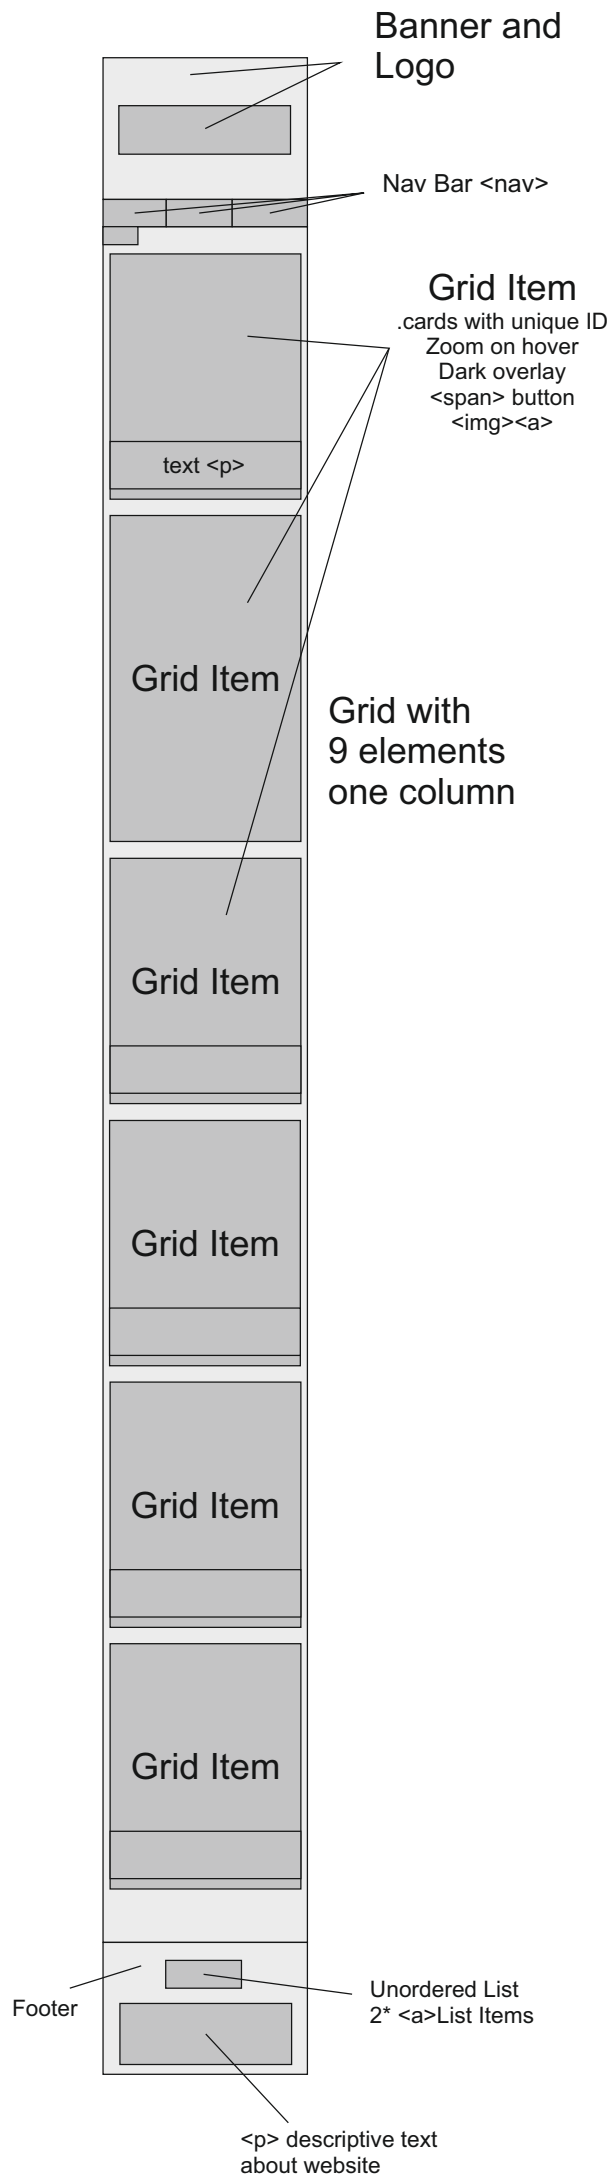 Banner and
Logo
Nav Bar <nav>
Grid Item
.cards with unique ID
Zoom on hover
Dark overlay
<span> button
<img><a>
text <p>
Grid Item
Grid with
9 elements
one column
Grid Item
Grid Item
Grid Item
Grid Item
Footer
Unordered List
2* <a>List Items
<p> descriptive text
about website